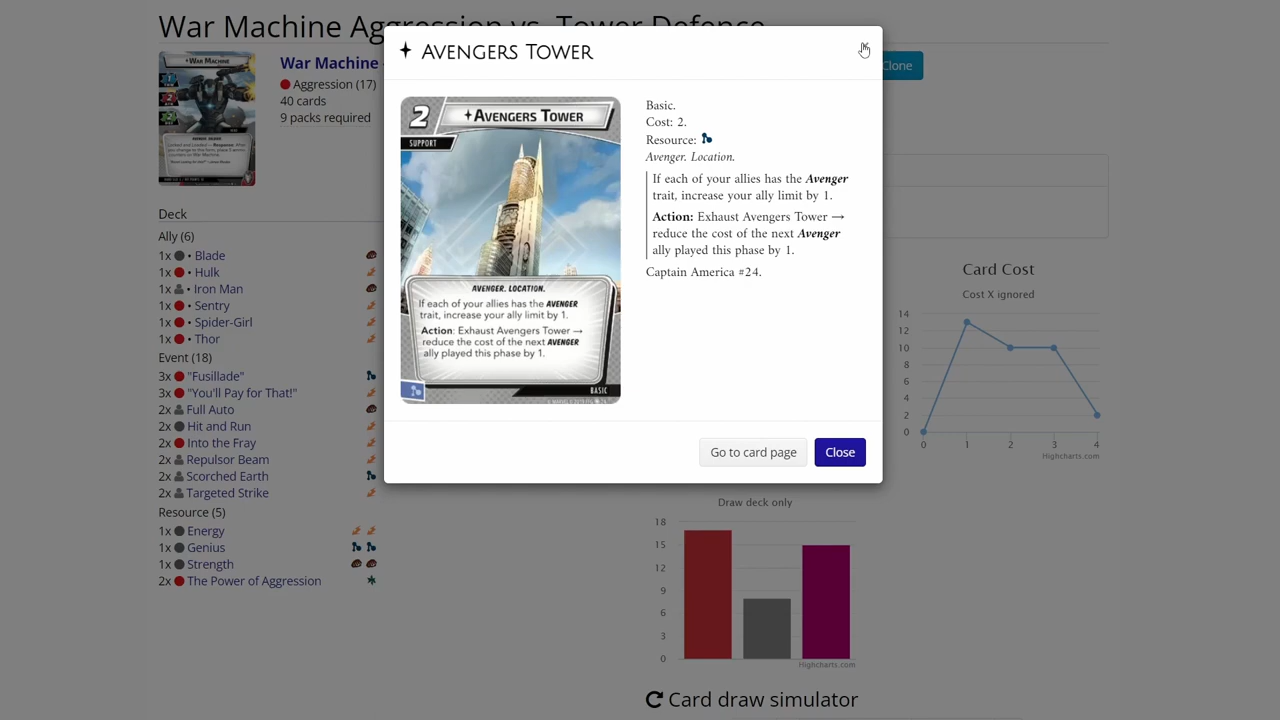 War Machine Aggression vs. Tower Defence
AVENGERS TOWER
War Machine
Clone
Aggression (17)
40 cards
9 packs required
WAR MACHINE
2
AVENGERS TOWER
SUPPORT
AVENGER. LOCATION.
If each of your allies has the AVENGER
trait, increase your ally limit by 1.
Action: Exhaust Avengers Tower →
reduce the cost of the next AVENGER
ally played this phase by 1.
BASIC
Basic.
Cost: 2.
Resource:
Avenger. Location.
If each of your allies has the Avenger
trait, increase your ally limit by 1.
Action: Exhaust Avengers Tower →
reduce the cost of the next Avenger
ally played this phase by 1.
Captain America #24.
Go to card page
Close
Deck
Ally (6)
1x • Blade
1x • Hulk
1x • Iron Man
1x • Sentry
1x • Spider-Girl
1x • Thor
Event (18)
3x "Fusillade"
3x "You'll Pay for That!"
2x Full Auto
2x Hit and Run
2x Into the Fray
2x Repulsor Beam
2x Scorched Earth
2x Targeted Strike
Resource (5)
1x Energy
1x Genius
1x Strength
2x The Power of Aggression
Card Cost
Cost X ignored
14
12
10
8
6
4
2
0
0 1 2 3 4
Highcharts.com
Draw deck only
18
15
12
9
6
3
0
Highcharts.com
Card draw simulator